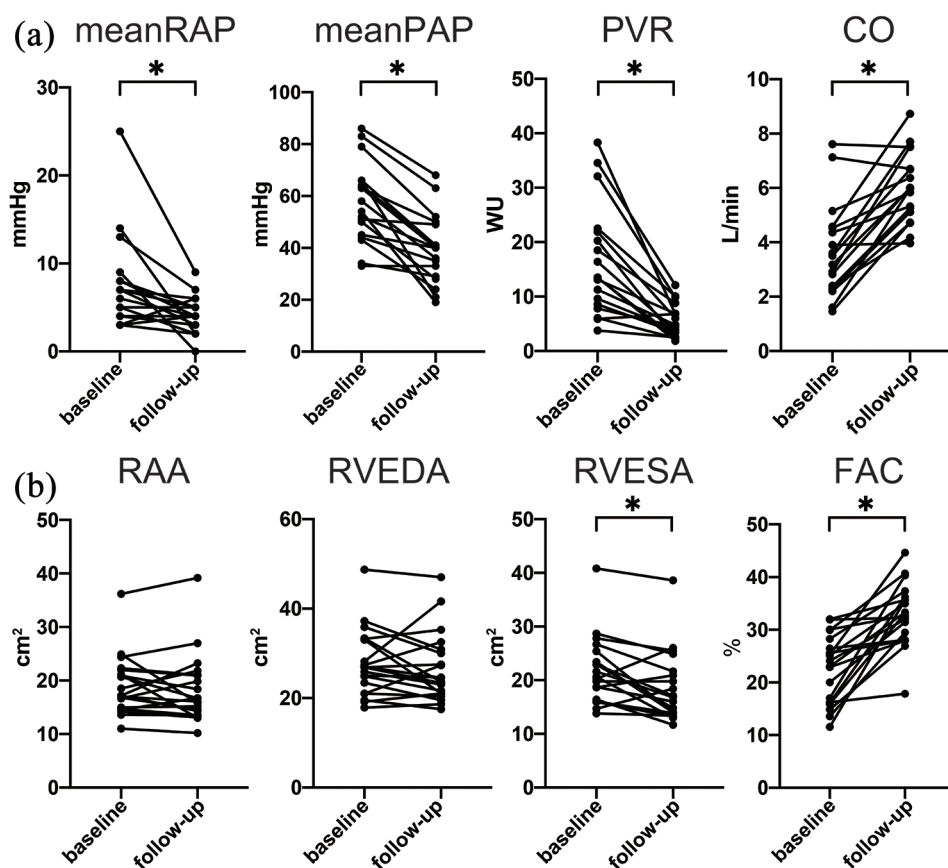 (a) meanRAP meanPAP PVR CO
* * * *
mmHg 30 20 10 0 baseline follow-up
mmHg 100 80 60 40 20 0 baseline follow-up
WU 50 40 30 20 10 0 baseline follow-up
L/min 10 8 6 4 2 0 baseline follow-up
(b) RAA RVEDA RVESA FAC
* *
cm² 50 40 30 20 10 0 baseline follow-up
cm² 60 40 20 0 baseline follow-up
cm² 50 40 30 20 10 0 baseline follow-up
% 50 40 30 20 10 0 baseline follow-up